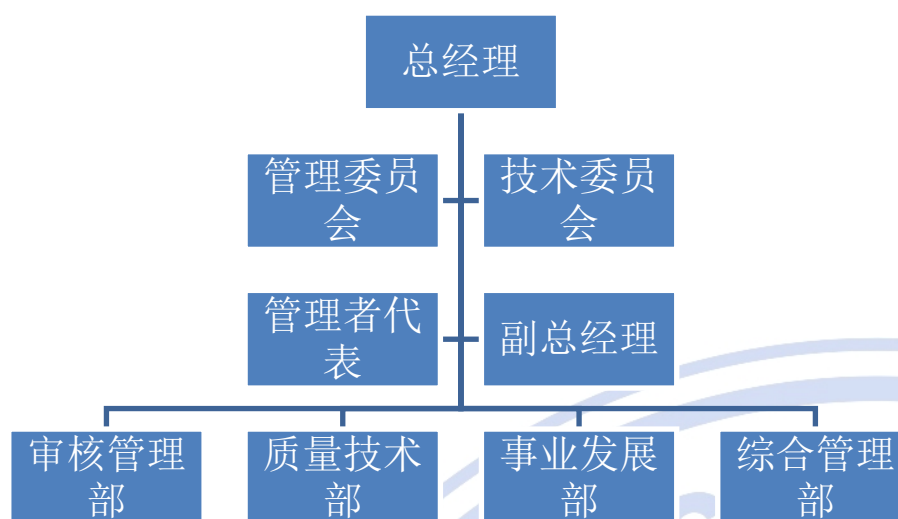 总经理
管理委员
会
技术委员
会
管理者代
表
副总经理
审核管理
部
质量技术
部
事业发展
部
综合管理
部